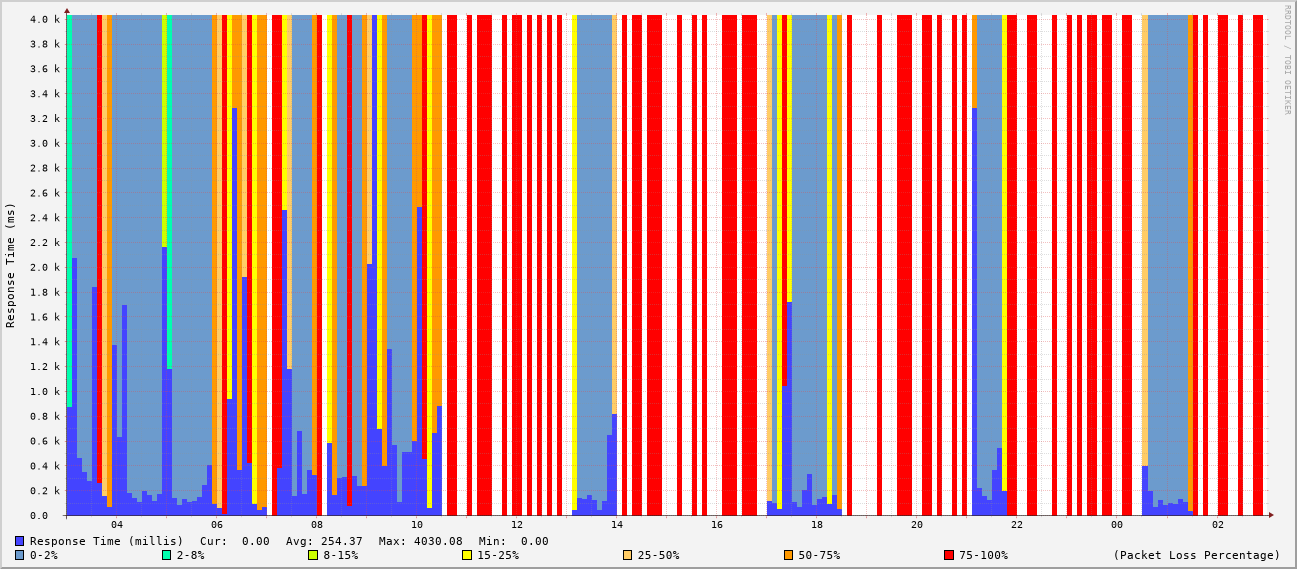 RRDTOOL / TOBI OETIKER
Response Time (ms)
4.0 k
3.8 k
3.6 k
3.4 k
3.2 k
3.0 k
2.8 k
2.6 k
2.4 k
2.2 k
2.0 k
1.8 k
1.6 k
1.4 k
1.2 k
1.0 k
0.8 k
0.6 k
0.4 k
0.2 k
0.0
04 06 08 10 12 14 16 18 20 22 00 02
Response Time (millis) Cur: 0.00 Avg: 254.37 Max: 4030.08 Min: 0.00
0-2% 2-8% 8-15% 15-25% 25-50% 50-75% 75-100% (Packet Loss Percentage)